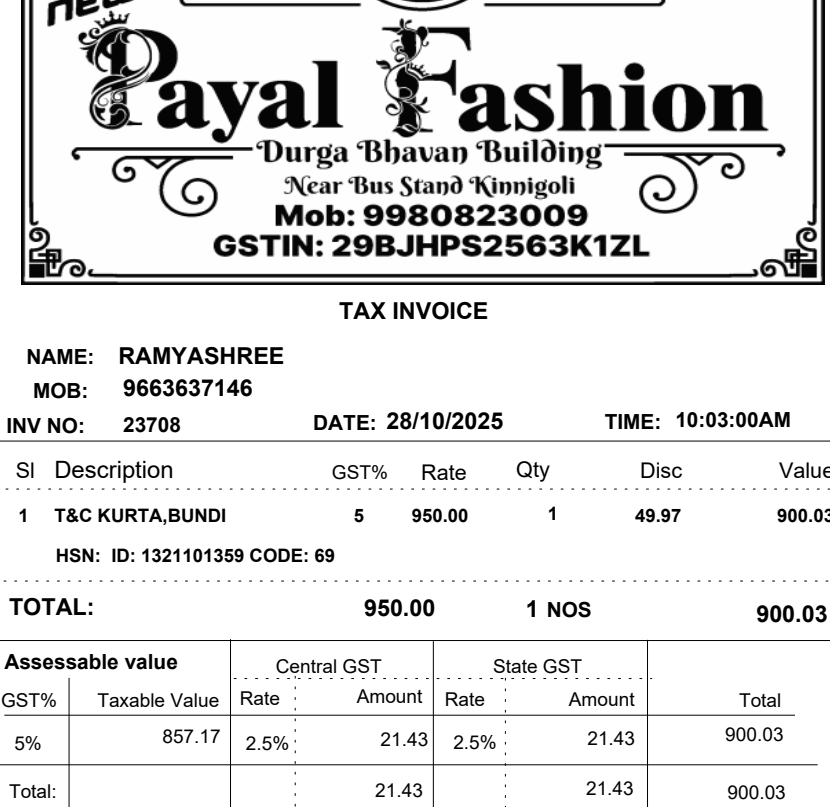 new
Payal Fashion
Durga Bhavan Building
Near Bus Stand Kinnigoli
Mob: 9980823009
GSTIN: 29BJHPS2563K1ZL
TAX INVOICE
NAME: RAMYASHREE
MOB: 9663637146
INV NO: 23708 DATE: 28/10/2025 TIME: 10:03:00AM
Sl Description GST% Rate Qty Disc Value
1 T&C KURTA,BUNDI 5 950.00 1 49.97 900.03
HSN: ID: 1321101359 CODE: 69
TOTAL: 950.00 1 NOS 900.03
Assessable value Central GST State GST
GST% Taxable Value Rate Amount Rate Amount Total
5% 857.17 2.5% 21.43 2.5% 21.43 900.03
Total: 21.43 21.43 900.03